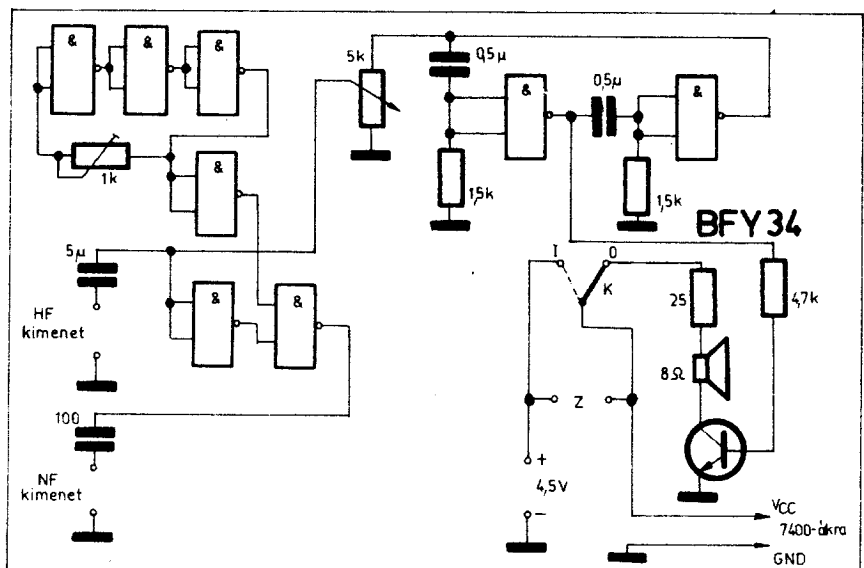 &
&
&
1k
&
5µ
HF
kimenet
&
&
100
NF
kimenet
5k
0,5µ
&
0,5µ
&
1,5k
1,5k
BFY34
I
0
K
25
4,7k
8Ω
Z
+
4,5V
−
VCC
7400-ákra
GND